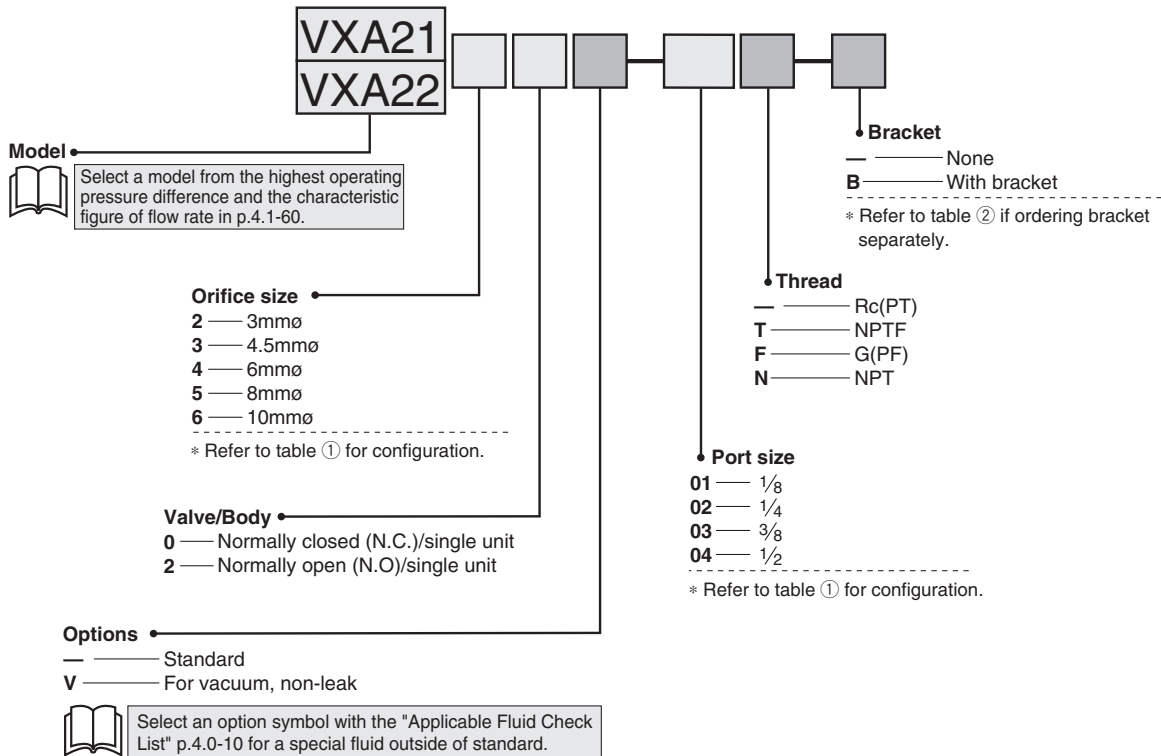 VXA21
VXA22
Model
Select a model from the highest operating
pressure difference and the characteristic
figure of flow rate in p.4.1-60.
Bracket
— None
B With bracket
* Refer to table ② if ordering bracket
separately.
Thread
— Rc(PT)
T NPTF
F G(PF)
N NPT
Orifice size
2 3mmø
3 4.5mmø
4 6mmø
5 8mmø
6 10mmø
* Refer to table ① for configuration.
Port size
01 1/8
02 1/4
03 3/8
04 1/2
* Refer to table ① for configuration.
Valve/Body
0 Normally closed (N.C.)/single unit
2 Normally open (N.O)/single unit
Options
— Standard
V For vacuum, non-leak
Select an option symbol with the "Applicable Fluid Check
List" p.4.0-10 for a special fluid outside of standard.